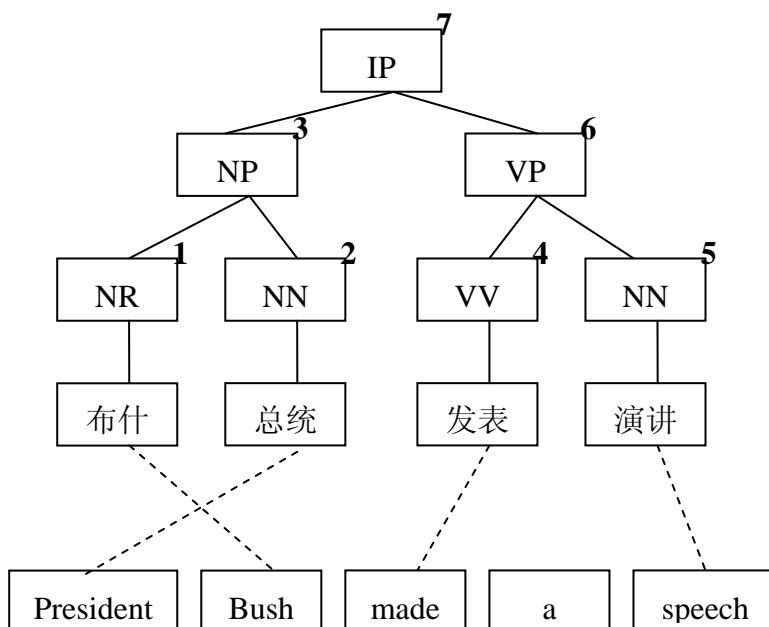 7
IP
3 6
NP VP
1 2 4 5
NR NN VV NN
布什 总统 发表 演讲
President Bush made a speech